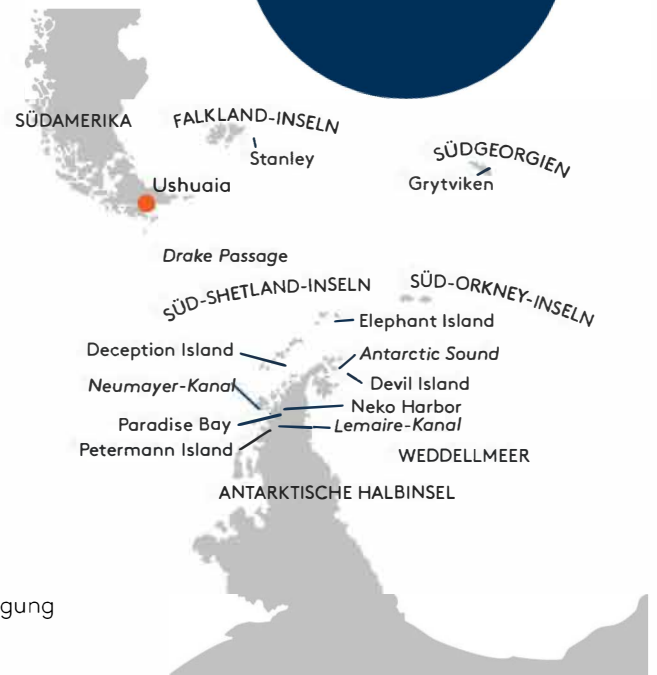 SÜDAMERIKA
FALKLAND-INSELN
Stanley
SÜDGEORGIEN
Grytviken
Ushuaia
Drake Passage
SÜD-SHETLAND-INSELN
SÜD-ORKNEY-INSELN
Elephant Island
Deception Island
Antarctic Sound
Neumayer-Kanal
Devil Island
Neko Harbor
Paradise Bay
Lemaire-Kanal
Petermann Island
WEDDELLMEER
ANTARKTISCHE HALBINSEL
gung